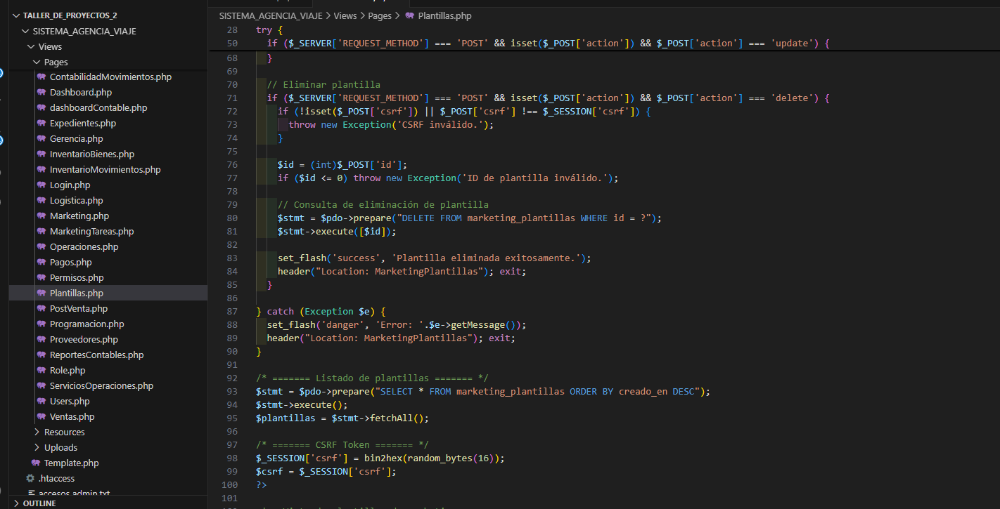 TALLER_DE_PROYECTOS_2
SISTEMA_AGENCIA_VIAJE
Views
Pages
ContabilidadMovimientos.php
Dashboard.php
dashboardContable.php
Expedientes.php
Gerencia.php
InventarioBienes.php
InventarioMovimientos.php
Login.php
Logistica.php
Marketing.php
MarketingTareas.php
Operaciones.php
Pagos.php
Permisos.php
Plantillas.php
PostVenta.php
Programacion.php
Proveedores.php
ReportesContables.php
Role.php
ServiciosOperaciones.php
Users.php
Ventas.php
Resources
Uploads
Template.php
.htaccess
accesos admin.txt
OUTLINE
SISTEMA_AGENCIA_VIAJE > Views > Pages > Plantillas.php
28 try {
50 if ($_SERVER['REQUEST_METHOD'] === 'POST' && isset($_POST['action']) && $_POST['action'] === 'update') {
68 }
69
70 // Eliminar plantilla
71 if ($_SERVER['REQUEST_METHOD'] === 'POST' && isset($_POST['action']) && $_POST['action'] === 'delete') {
72 if (!isset($_POST['csrf']) || $_POST['csrf'] !== $_SESSION['csrf']) {
73 throw new Exception('CSRF inválido.');
74 }
75
76 $id = (int)$_POST['id'];
77 if ($id <= 0) throw new Exception('ID de plantilla inválido.');
78
79 // Consulta de eliminación de plantilla
80 $stmt = $pdo->prepare("DELETE FROM marketing_plantillas WHERE id = ?");
81 $stmt->execute([$id]);
82
83 set_flash('success', 'Plantilla eliminada exitosamente.');
84 header("Location: MarketingPlantillas"); exit;
85 }
86
87 } catch (Exception $e) {
88 set_flash('danger', 'Error: '.$e->getMessage());
89 header("Location: MarketingPlantillas"); exit;
90 }
91
92 /* ======= Listado de plantillas ======= */
93 $stmt = $pdo->prepare("SELECT * FROM marketing_plantillas ORDER BY creado_en DESC");
94 $stmt->execute();
95 $plantillas = $stmt->fetchAll();
96
97 /* ======= CSRF Token ======= */
98 $_SESSION['csrf'] = bin2hex(random_bytes(16));
99 $csrf = $_SESSION['csrf'];
100 ?>
101